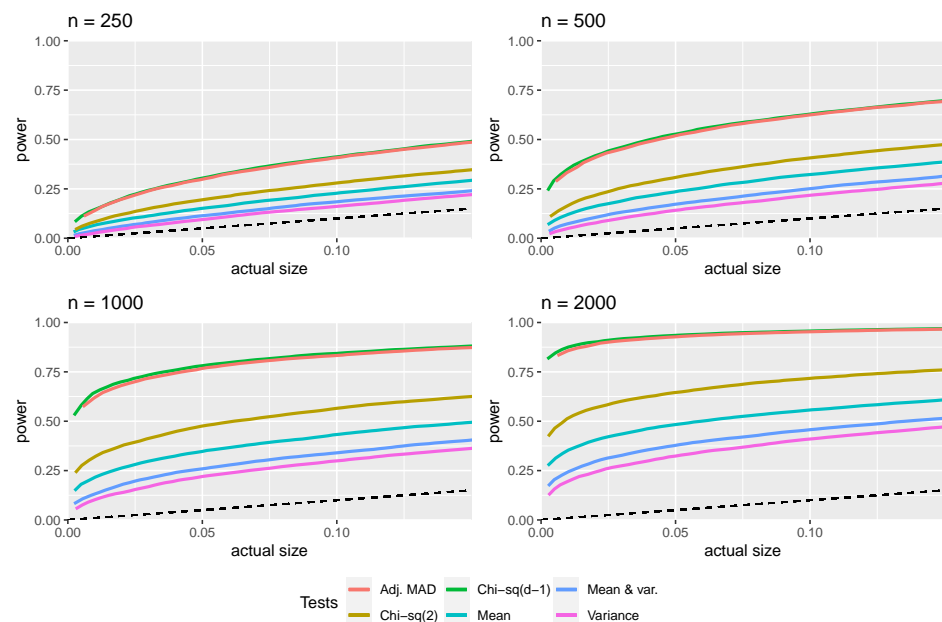 n = 250
n = 500
1.00
0.75
0.50
0.25
0.00
power
0.00
0.05
0.10
actual size
1.00
0.75
0.50
0.25
0.00
power
0.00
0.05
0.10
actual size
n = 1000
n = 2000
1.00
0.75
0.50
0.25
0.00
power
0.00
0.05
0.10
actual size
1.00
0.75
0.50
0.25
0.00
power
0.00
0.05
0.10
actual size
Tests
Adj. MAD
Chi−sq(d−1)
Mean & var.
Chi−sq(2)
Mean
Variance